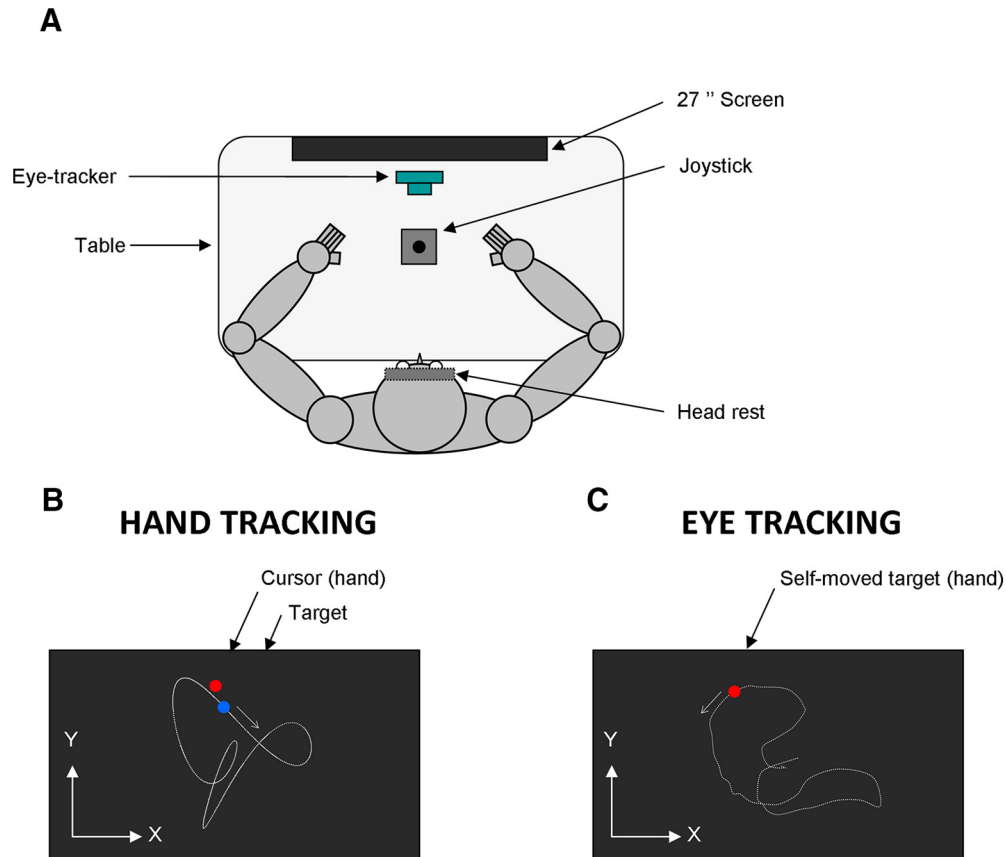 A
27 ” Screen
Eye-tracker
Joystick
Table
Head rest
B
HAND TRACKING
Cursor (hand)
Target
Y
X
C
EYE TRACKING
Self-moved target (hand)
Y
X